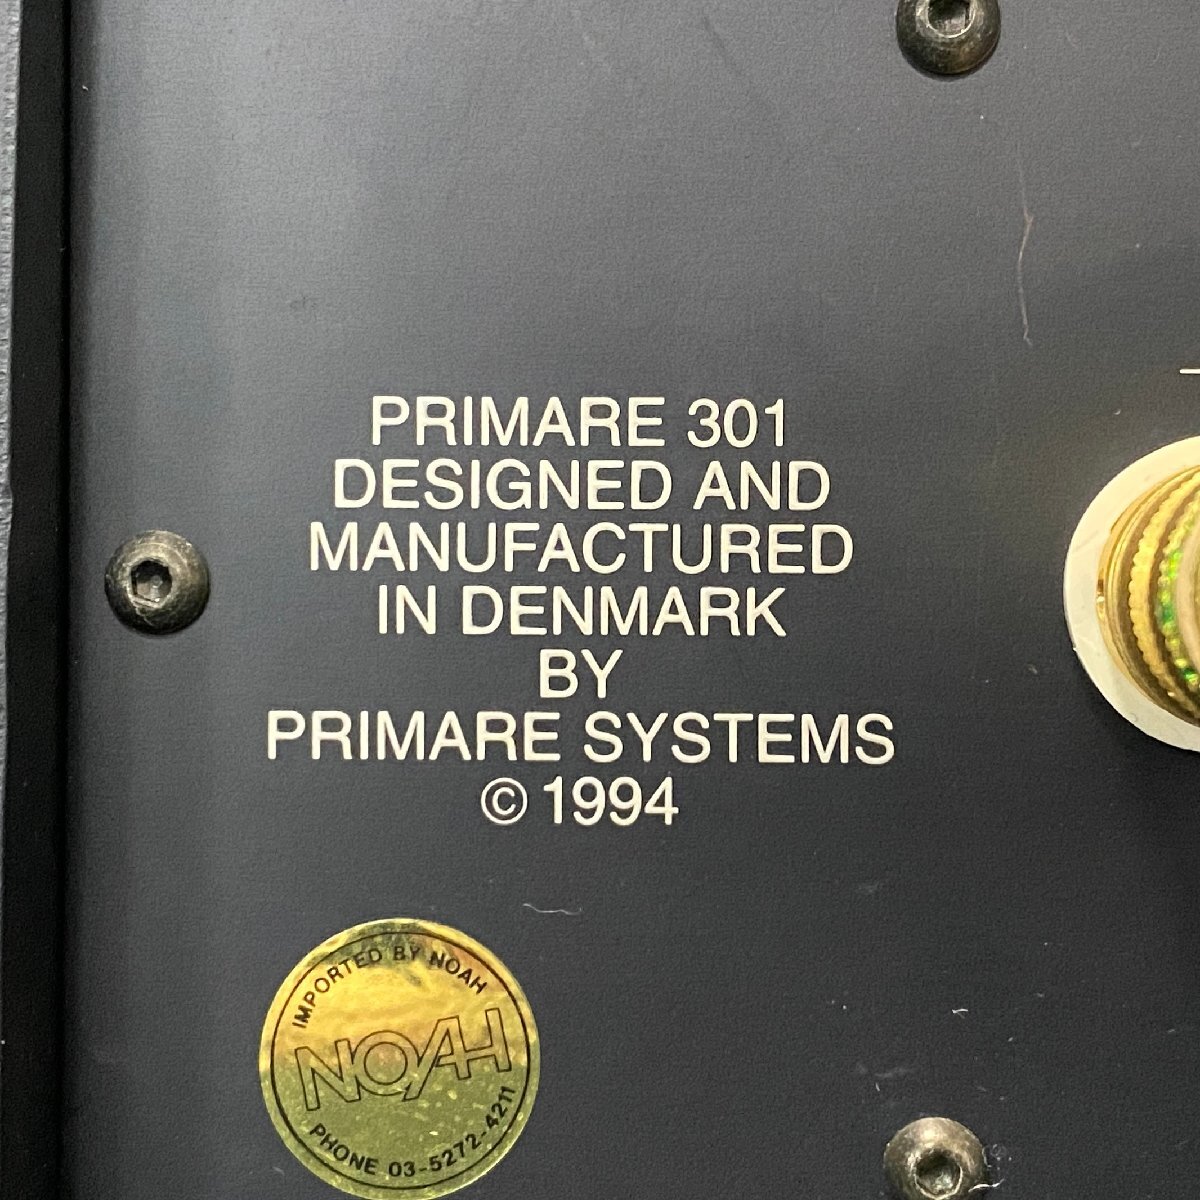 PRIMARE 301
DESIGNED AND
MANUFACTURED
IN DENMARK
BY
PRIMARE SYSTEMS
© 1994
IMPORTED BY NOAH
NOAH
PHONE 03-5272-4211